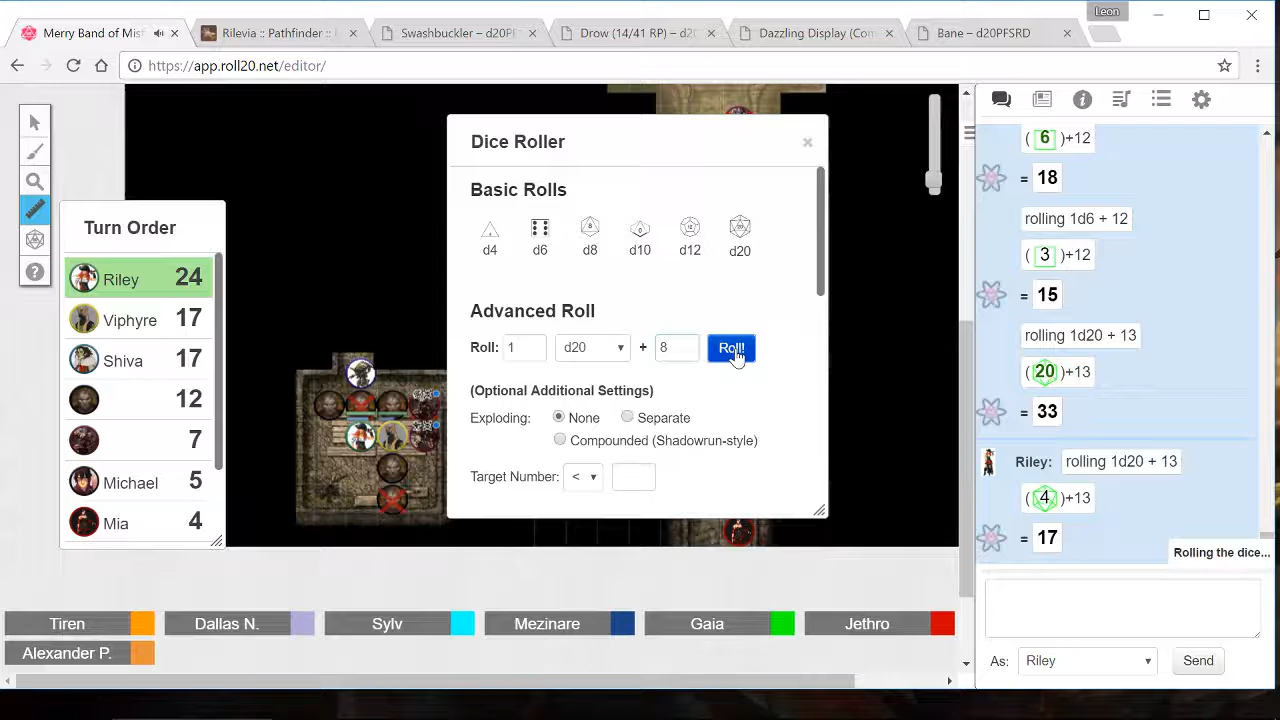 Leon
Merry Band of Misf
Rilevia :: Pathfinder ::
Swashbuckler – d20PF
Drow (14/41 RP) – d20
Dazzling Display (Com
Bane – d20PFSRD
https://app.roll20.net/editor/
Turn Order
Riley 24
Viphyre 17
Shiva 17
12
7
Michael 5
Mia 4
Dice Roller
×
Basic Rolls
d4 d6 d8 d10 d12 d20
Advanced Roll
Roll: 1 d20 + 8 Roll!
(Optional Additional Settings)
Exploding: None Separate
Compounded (Shadowrun-style)
Target Number: <
(6)+12
= 18
rolling 1d6 + 12
(3)+12
= 15
rolling 1d20 + 13
(20)+13
= 33
Riley: rolling 1d20 + 13
(4)+13
= 17
Rolling the dice...
As: Riley Send
Tiren
Dallas N.
Sylv
Mezinare
Gaia
Jethro
Alexander P.